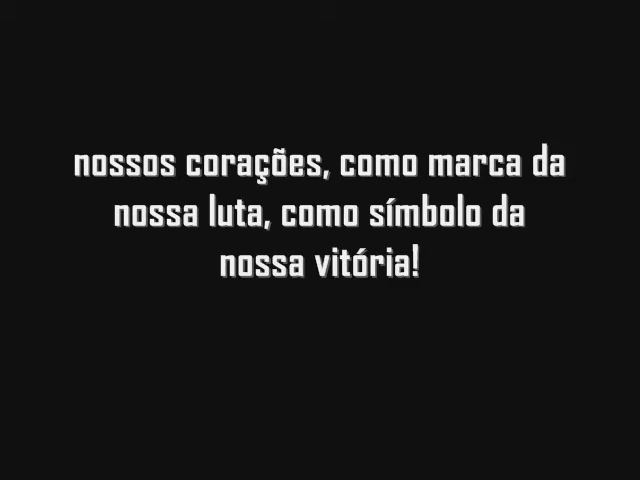 nossos corações, como marca da
nossa luta, como símbolo da
nossa vitória!